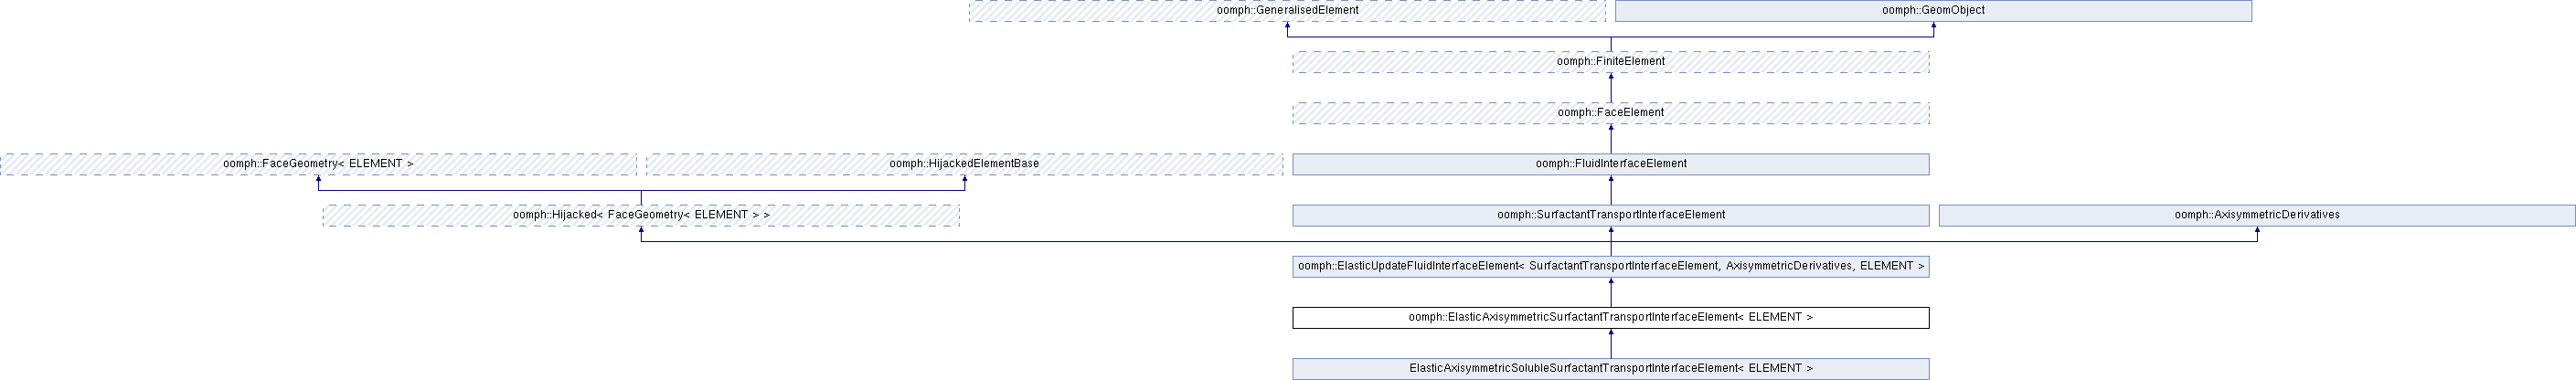 oomph::GeneralisedElement
oomph::GeomObject
oomph::FiniteElement
oomph::FaceElement
oomph::FaceGeometry< ELEMENT >
oomph::HijackedElementBase
oomph::FluidInterfaceElement
oomph::Hijacked< FaceGeometry< ELEMENT > >
oomph::SurfactantTransportInterfaceElement
oomph::AxisymmetricDerivatives
oomph::ElasticUpdateFluidInterfaceElement< SurfactantTransportInterfaceElement, AxisymmetricDerivatives, ELEMENT >
oomph::ElasticAxisymmetricSurfactantTransportInterfaceElement< ELEMENT >
ElasticAxisymmetricSolubleSurfactantTransportInterfaceElement< ELEMENT >